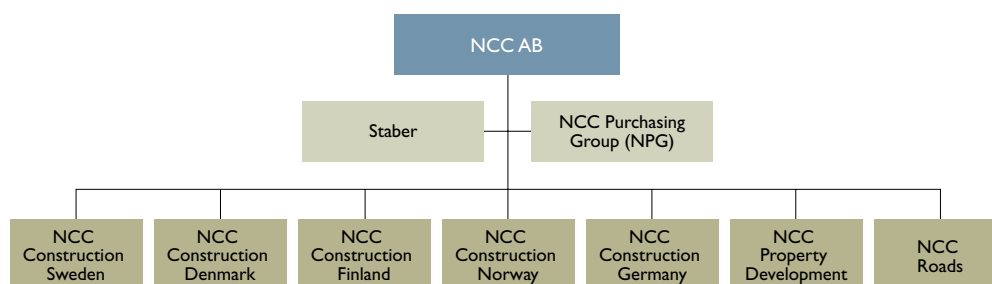 NCC AB
Staber
NCC Purchasing
Group (NPG)
NCC
Construction
Sweden
NCC
Construction
Denmark
NCC
Construction
Finland
NCC
Construction
Norway
NCC
Construction
Germany
NCC
Property
Development
NCC
Roads